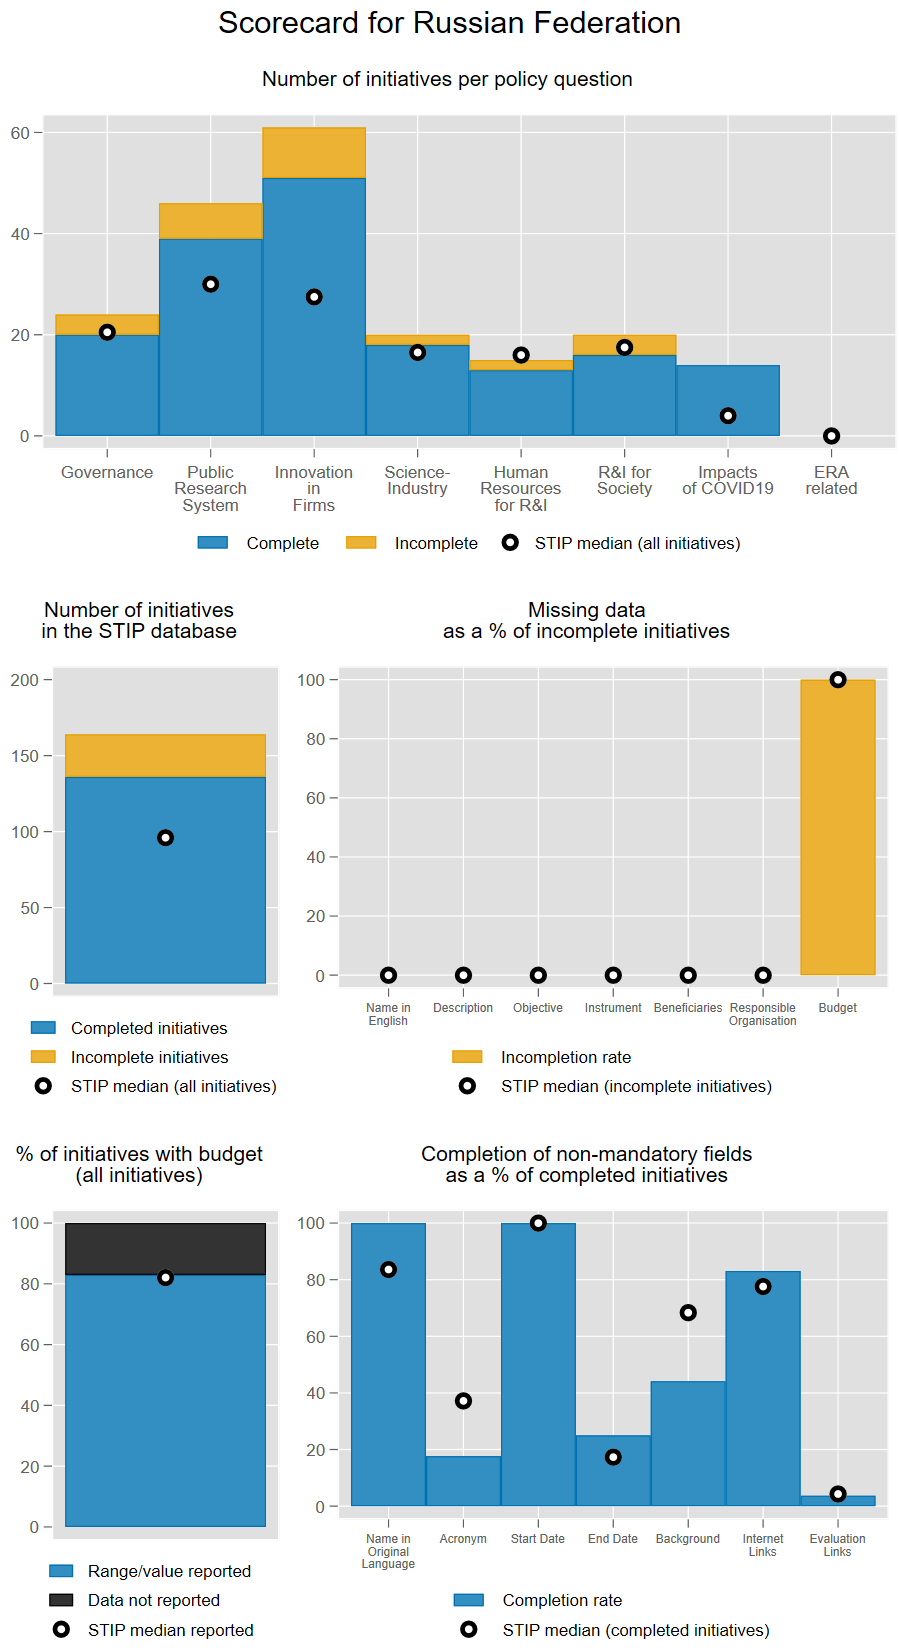 Scorecard for Russian Federation
Number of initiatives per policy question
60
40
20
0
Governance
Public
Research
System
Innovation
in
Firms
Science-
Industry
Human
Resources
for R&I
R&I for
Society
Impacts
of COVID19
ERA
related
Complete
Incomplete
STIP median (all initiatives)
Number of initiatives
in the STIP database
200
150
100
50
0
Completed initiatives
Incomplete initiatives
STIP median (all initiatives)
Missing data
as a % of incomplete initiatives
100
80
60
40
20
0
Name in
English
Description
Objective
Instrument
Beneficiaries
Responsible
Organisation
Budget
Incompletion rate
STIP median (incomplete initiatives)
% of initiatives with budget
(all initiatives)
100
80
60
40
20
0
Range/value reported
Data not reported
STIP median reported
Completion of non-mandatory fields
as a % of completed initiatives
100
80
60
40
20
0
Name in
Original
Language
Acronym
Start Date
End Date
Background
Internet
Links
Evaluation
Links
Completion rate
STIP median (completed initiatives)